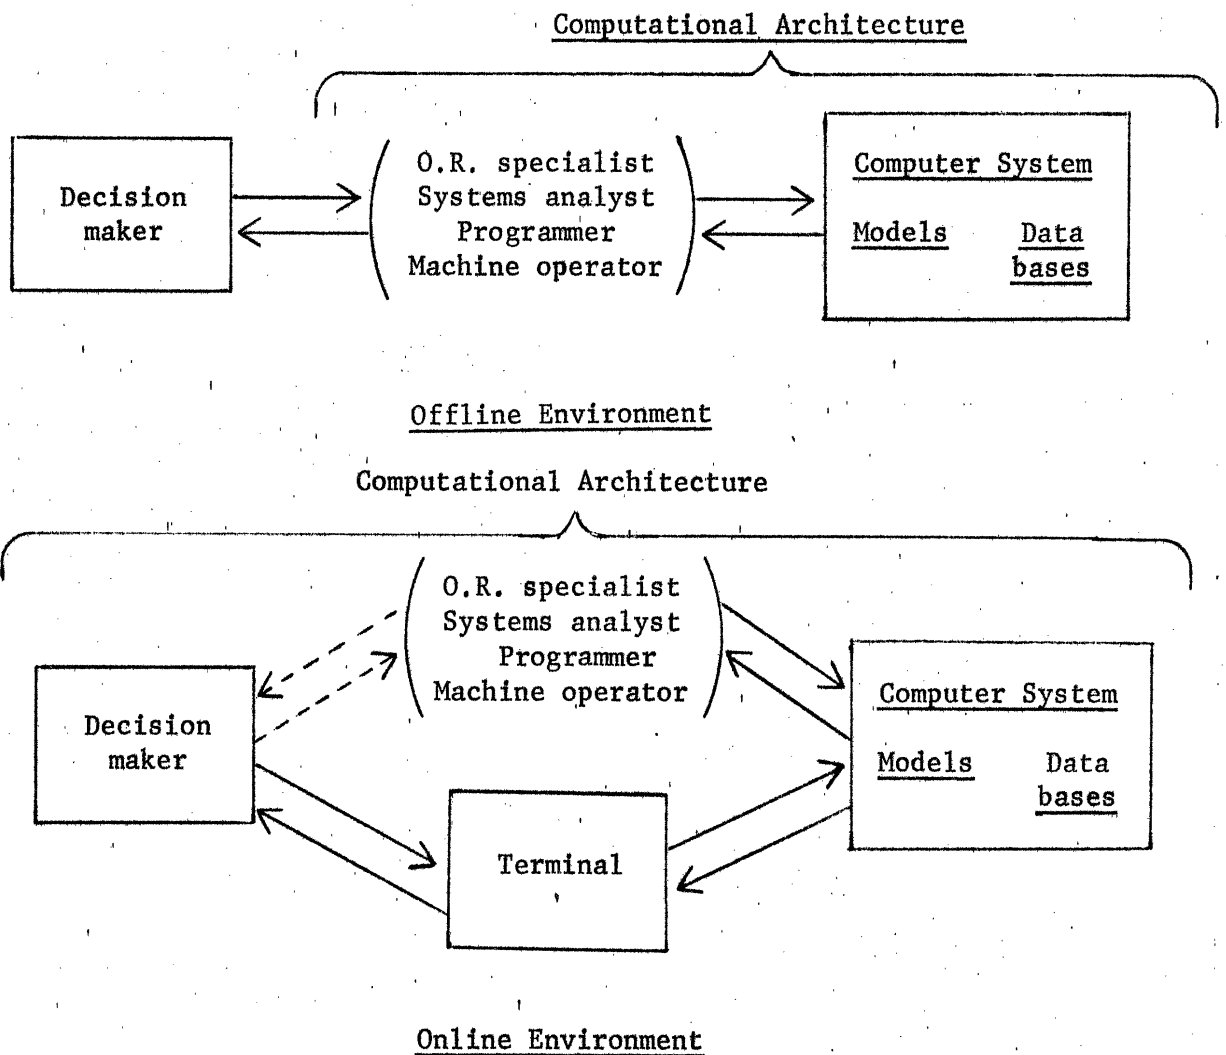 Computational Architecture
Decision
maker
O.R. specialist
Systems analyst
Programmer
Machine operator
Computer System
Models Data
bases
Offline Environment
Computational Architecture
O.R. specialist
Systems analyst
Programmer
Machine operator
Decision
maker
Computer System
Models Data
bases
Terminal
Online Environment